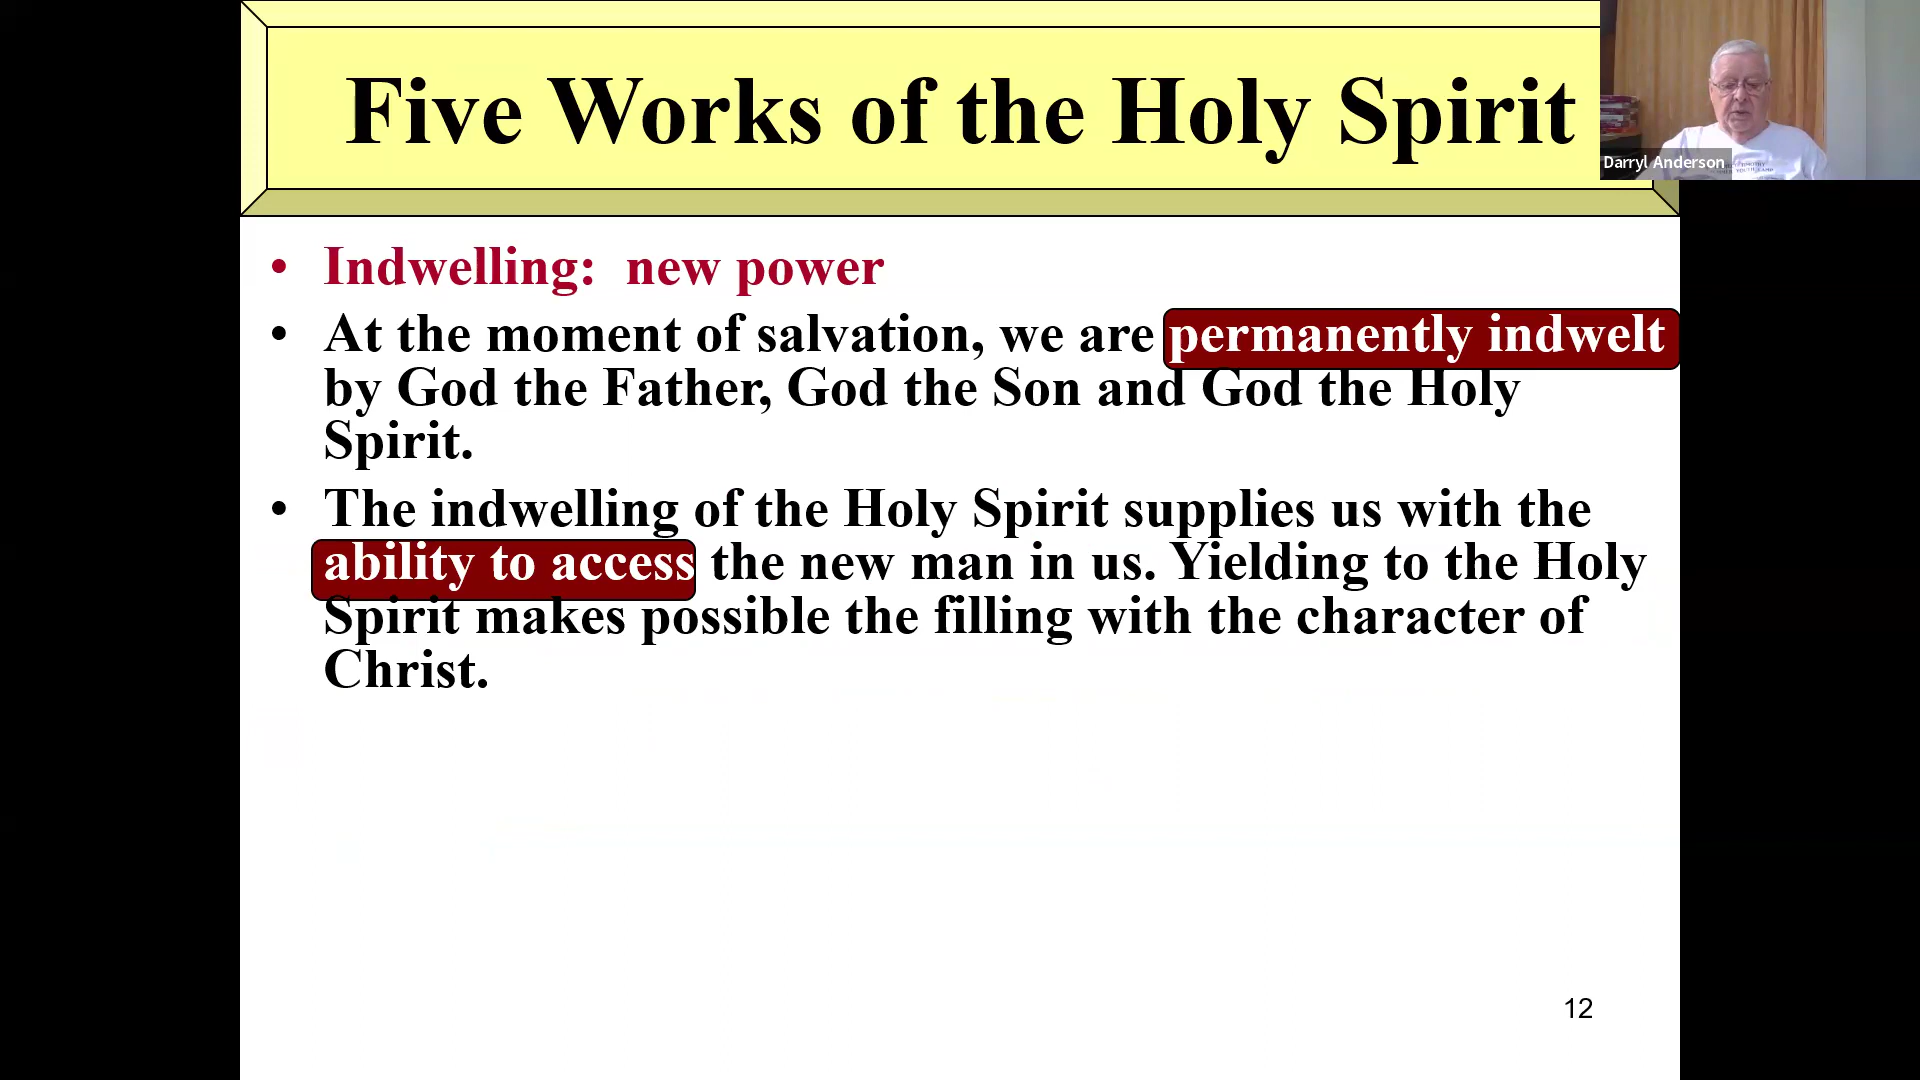 Five Works of the Holy Spirit
Darryl Anderson
• Indwelling: new power
• At the moment of salvation, we are permanently indwelt
by God the Father, God the Son and God the Holy
Spirit.
• The indwelling of the Holy Spirit supplies us with the
ability to access the new man in us. Yielding to the Holy
Spirit makes possible the filling with the character of
Christ.
12